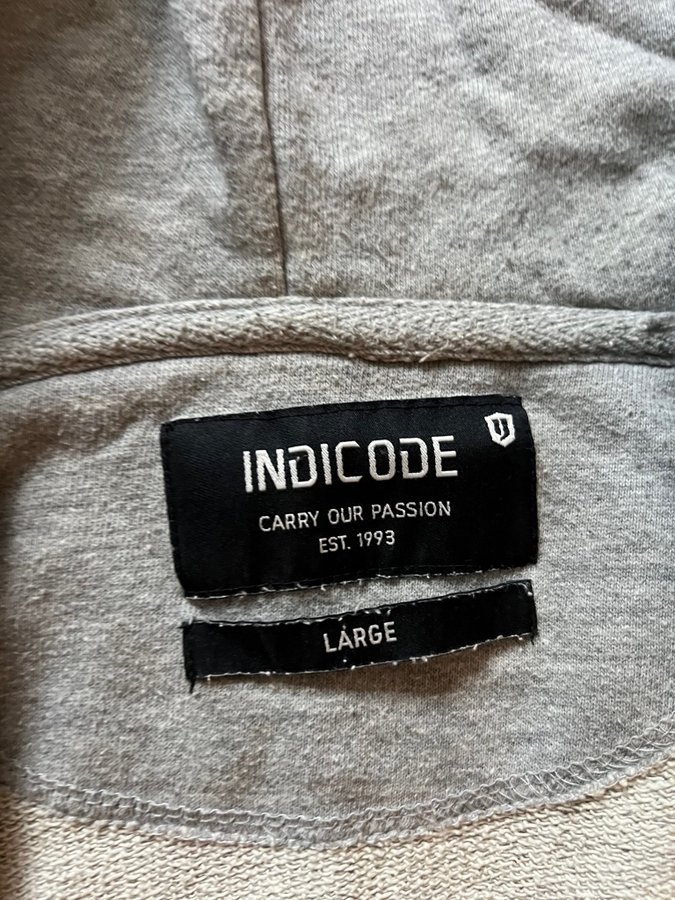 INDICODE
CARRY OUR PASSION
EST. 1993
LARGE